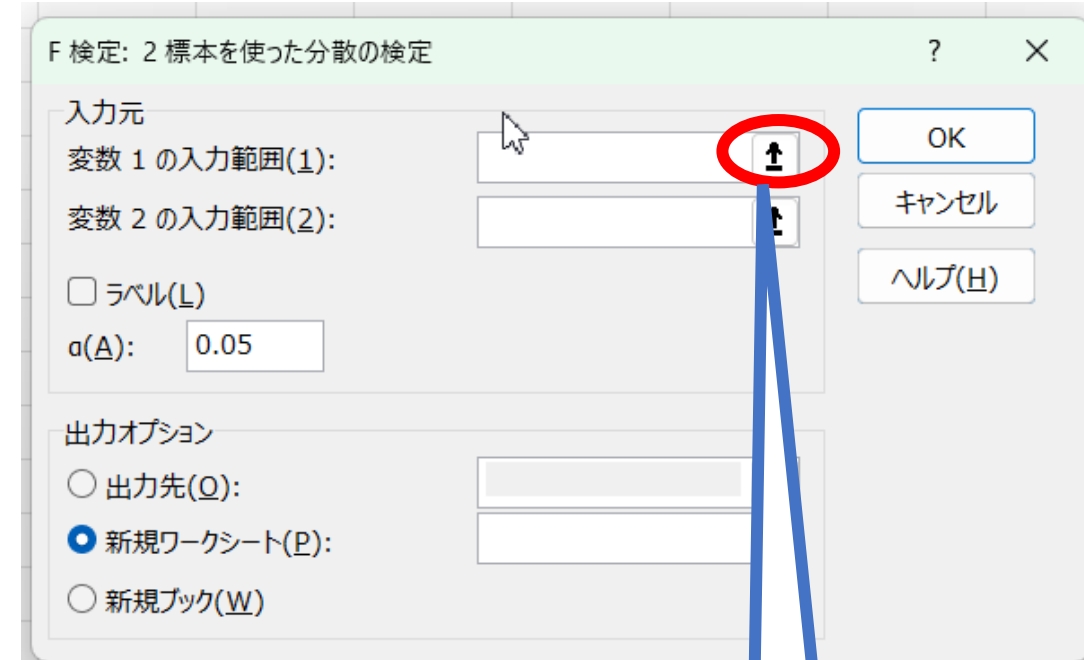 F 検定: 2 標本を使った分散の検定
?
入力元
変数 1 の入力範囲(1):
変数 2 の入力範囲(2):
ラベル(L)
α(A):
0.05
OK
キャンセル
ヘルプ(H)
出力オプション
出力先(O):
新規ワークシート(P):
新規ブック(W)